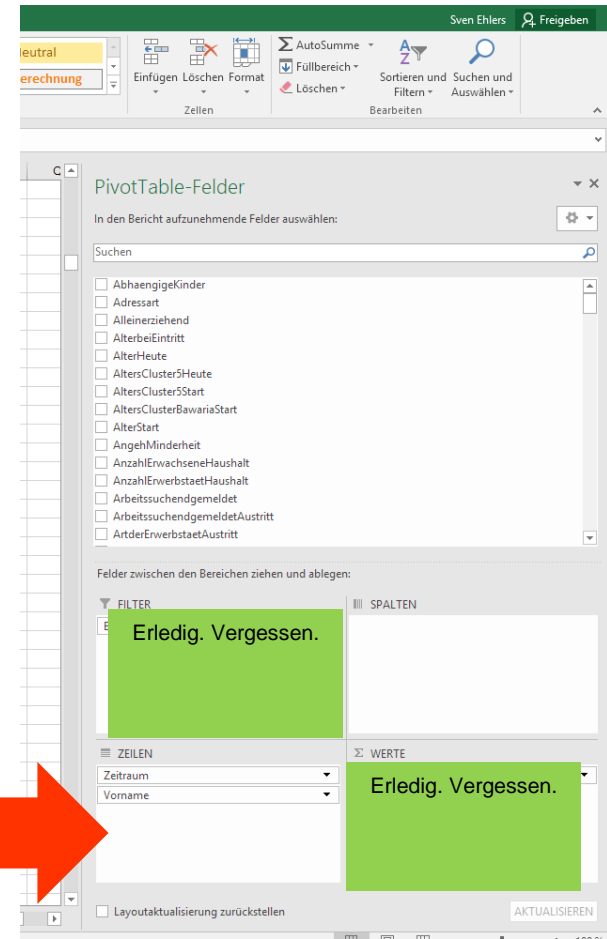 Sven Ehlers Freigeben
Neutral
Berechnung
Einfügen Löschen Format
Zellen
AutoSumme
Füllbereich
Löschen
Sortieren und Filtern
Suchen und Auswählen
Bearbeiten
PivotTable-Felder
In den Bericht aufzunehmende Felder auswählen:
Suchen
AbhaengigeKinder
Adressart
Alleinerziehend
AlterbeiEintritt
AlterHeute
AltersCluster5Heute
AltersCluster5Start
AltersClusterBawariaStart
AlterStart
AngehMinderheit
AnzahlErwachseneHaushalt
AnzahlErwerbstaetHaushalt
Arbeitssuchendgemeldet
ArbeitssuchendgemeldetAustritt
ArtderErwerbstaetAustritt
Felder zwischen den Bereichen ziehen und ablegen:
FILTER
SPALTEN
Erledig. Vergessen.
ZEILEN
WERTE
Zeitraum
Vorname
Erledig. Vergessen.
Layoutaktualisierung zurückstellen
AKTUALISIEREN